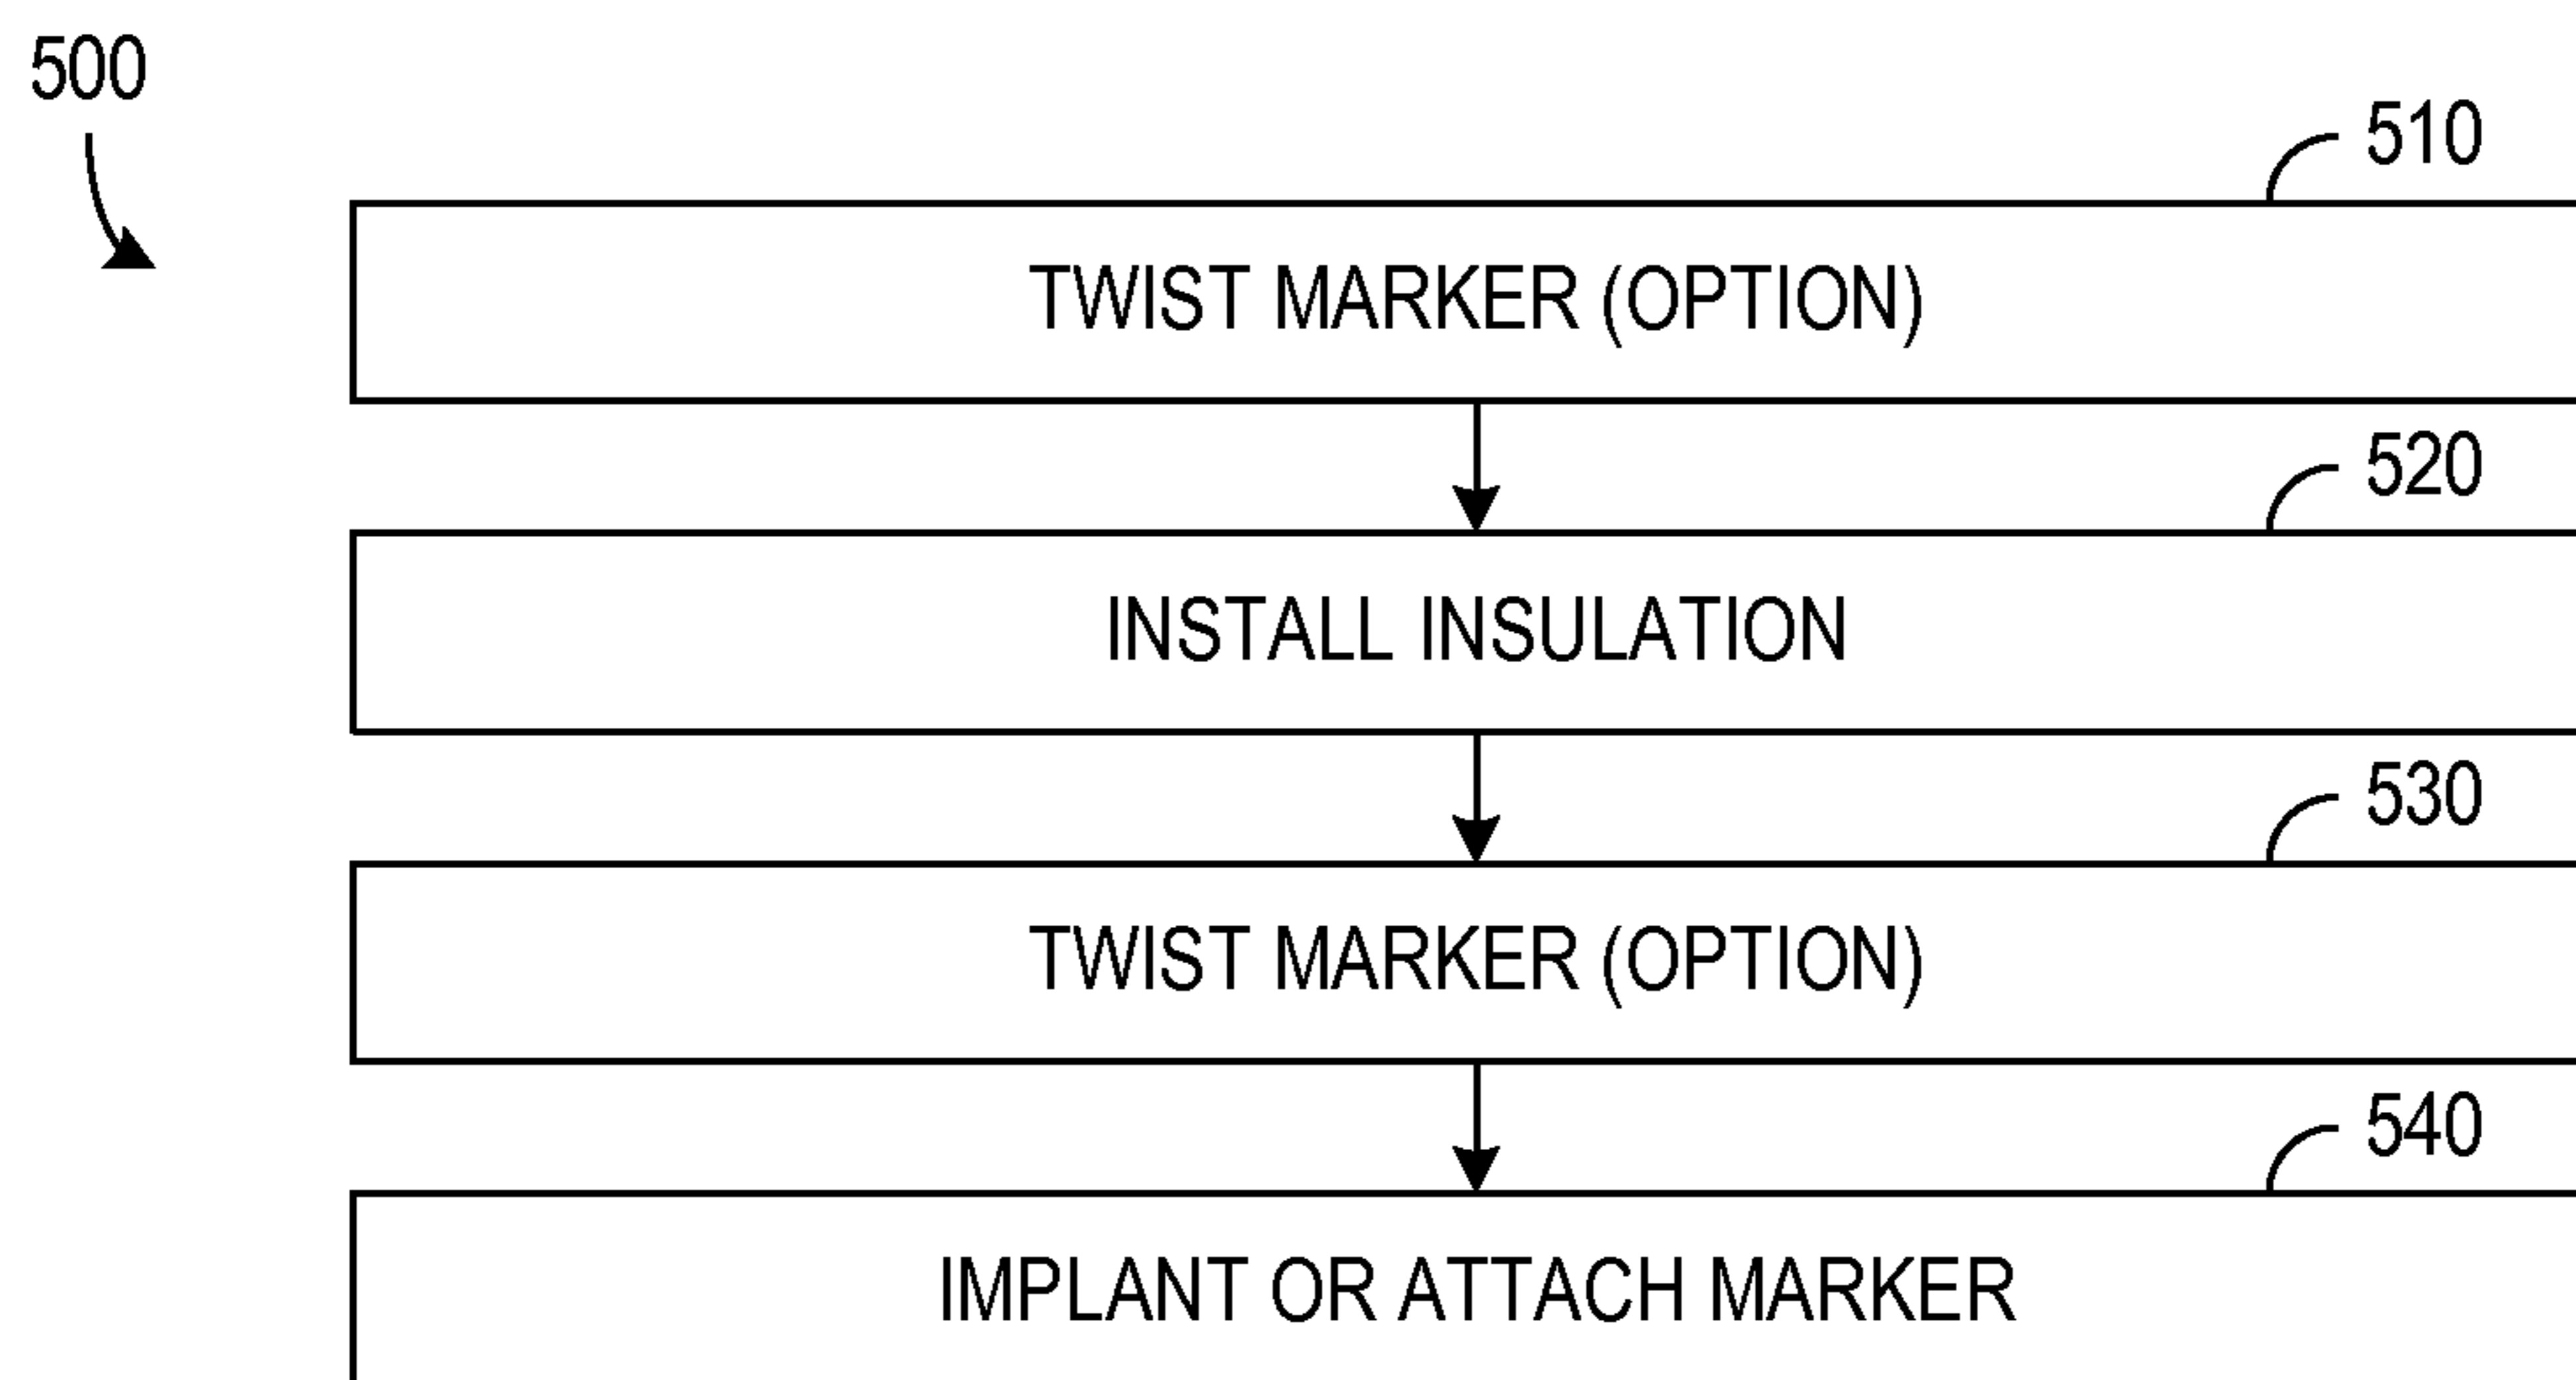 500
510
TWIST MARKER (OPTION)
520
INSTALL INSULATION
530
TWIST MARKER (OPTION)
540
IMPLANT OR ATTACH MARKER